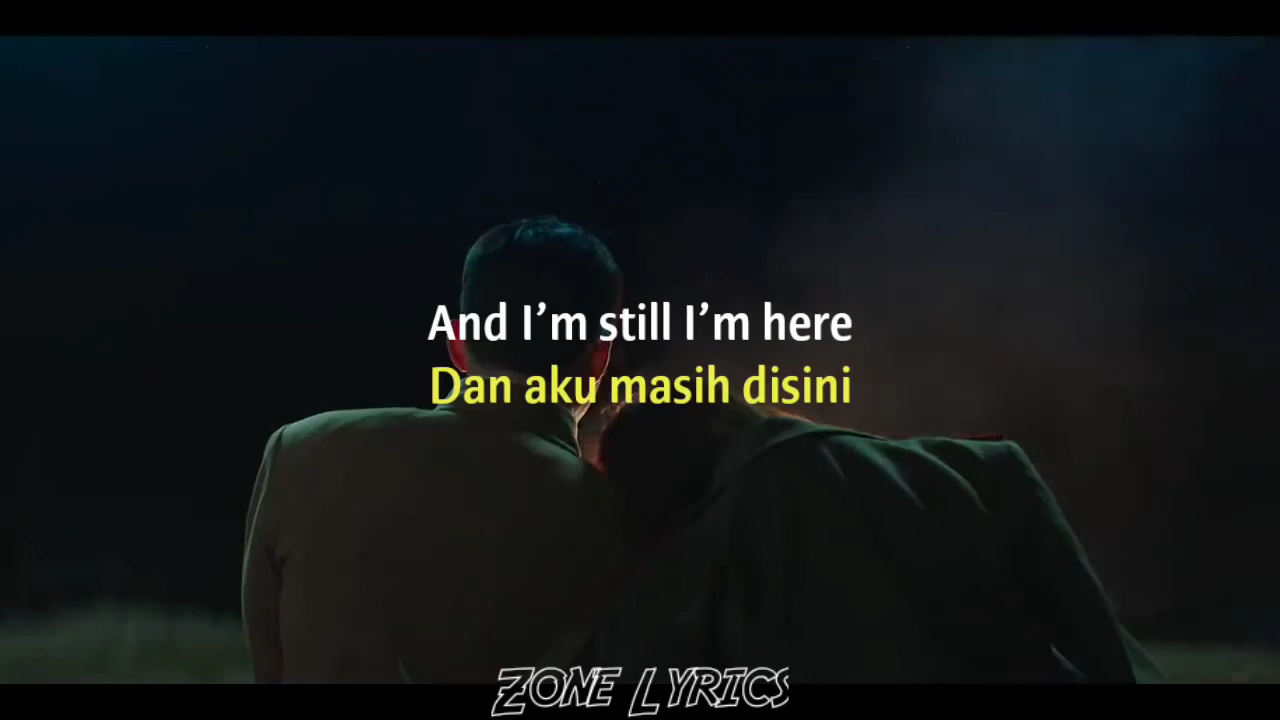 And I’m still I’m here
Dan aku masih disini
ZONE LYRICS